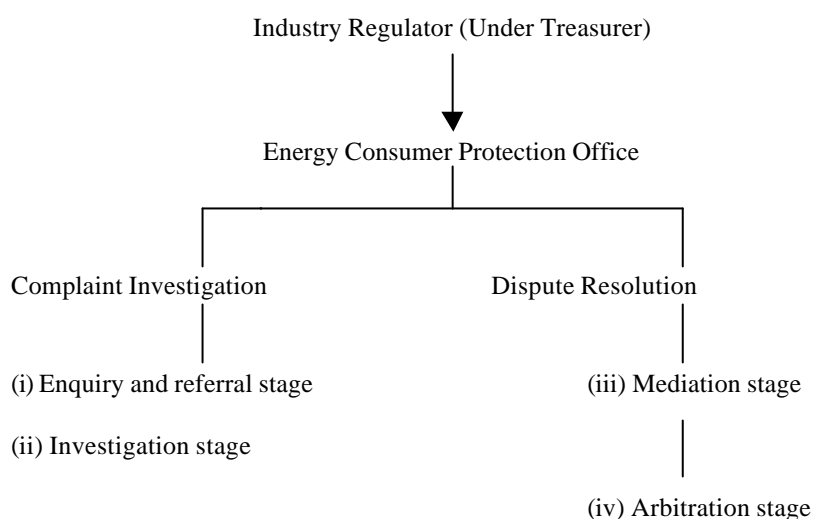 Industry Regulator (Under Treasurer)
Energy Consumer Protection Office
Complaint Investigation
Dispute Resolution
(i) Enquiry and referral stage
(iii) Mediation stage
(ii) Investigation stage
(iv) Arbitration stage